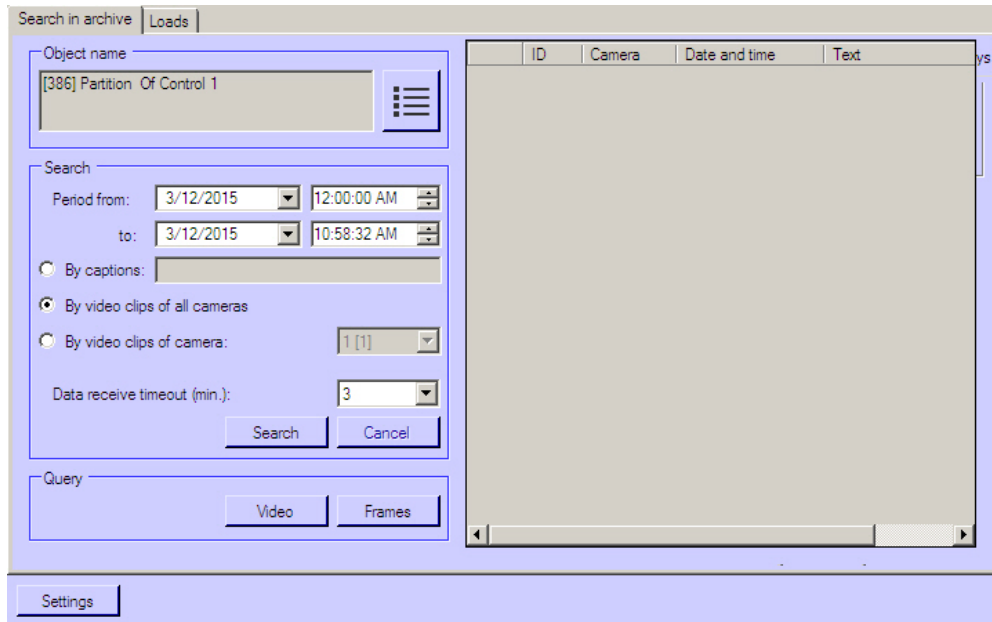 Search in archive Loads
Object name
[386] Partition Of Control 1
Search
Period from: 3/12/2015 12:00:00 AM
to: 3/12/2015 10:58:32 AM
By captions:
By video clips of all cameras
By video clips of camera: 1 [1]
Data receive timeout (min.): 3
Search Cancel
Query
Video Frames
ID Camera Date and time Text
ys
Settings